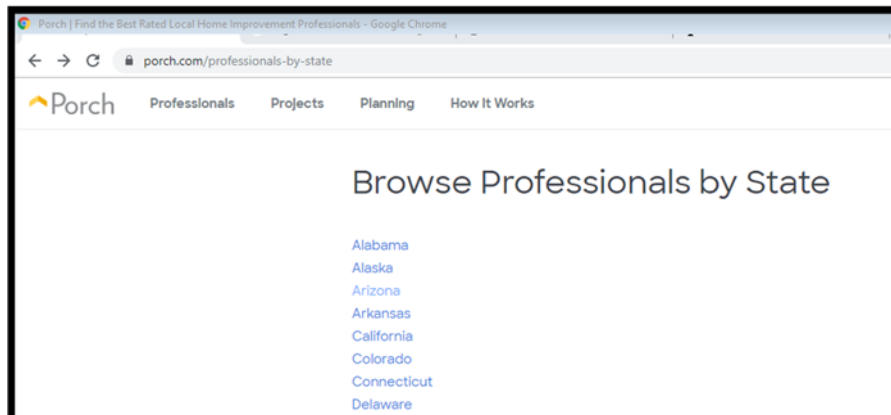 Porch | Find the Best Rated Local Home Improvement Professionals - Google Chrome
porch.com/professionals-by-state
Porch Professionals Projects Planning How It Works
Browse Professionals by State
Alabama
Alaska
Arizona
Arkansas
California
Colorado
Connecticut
Delaware